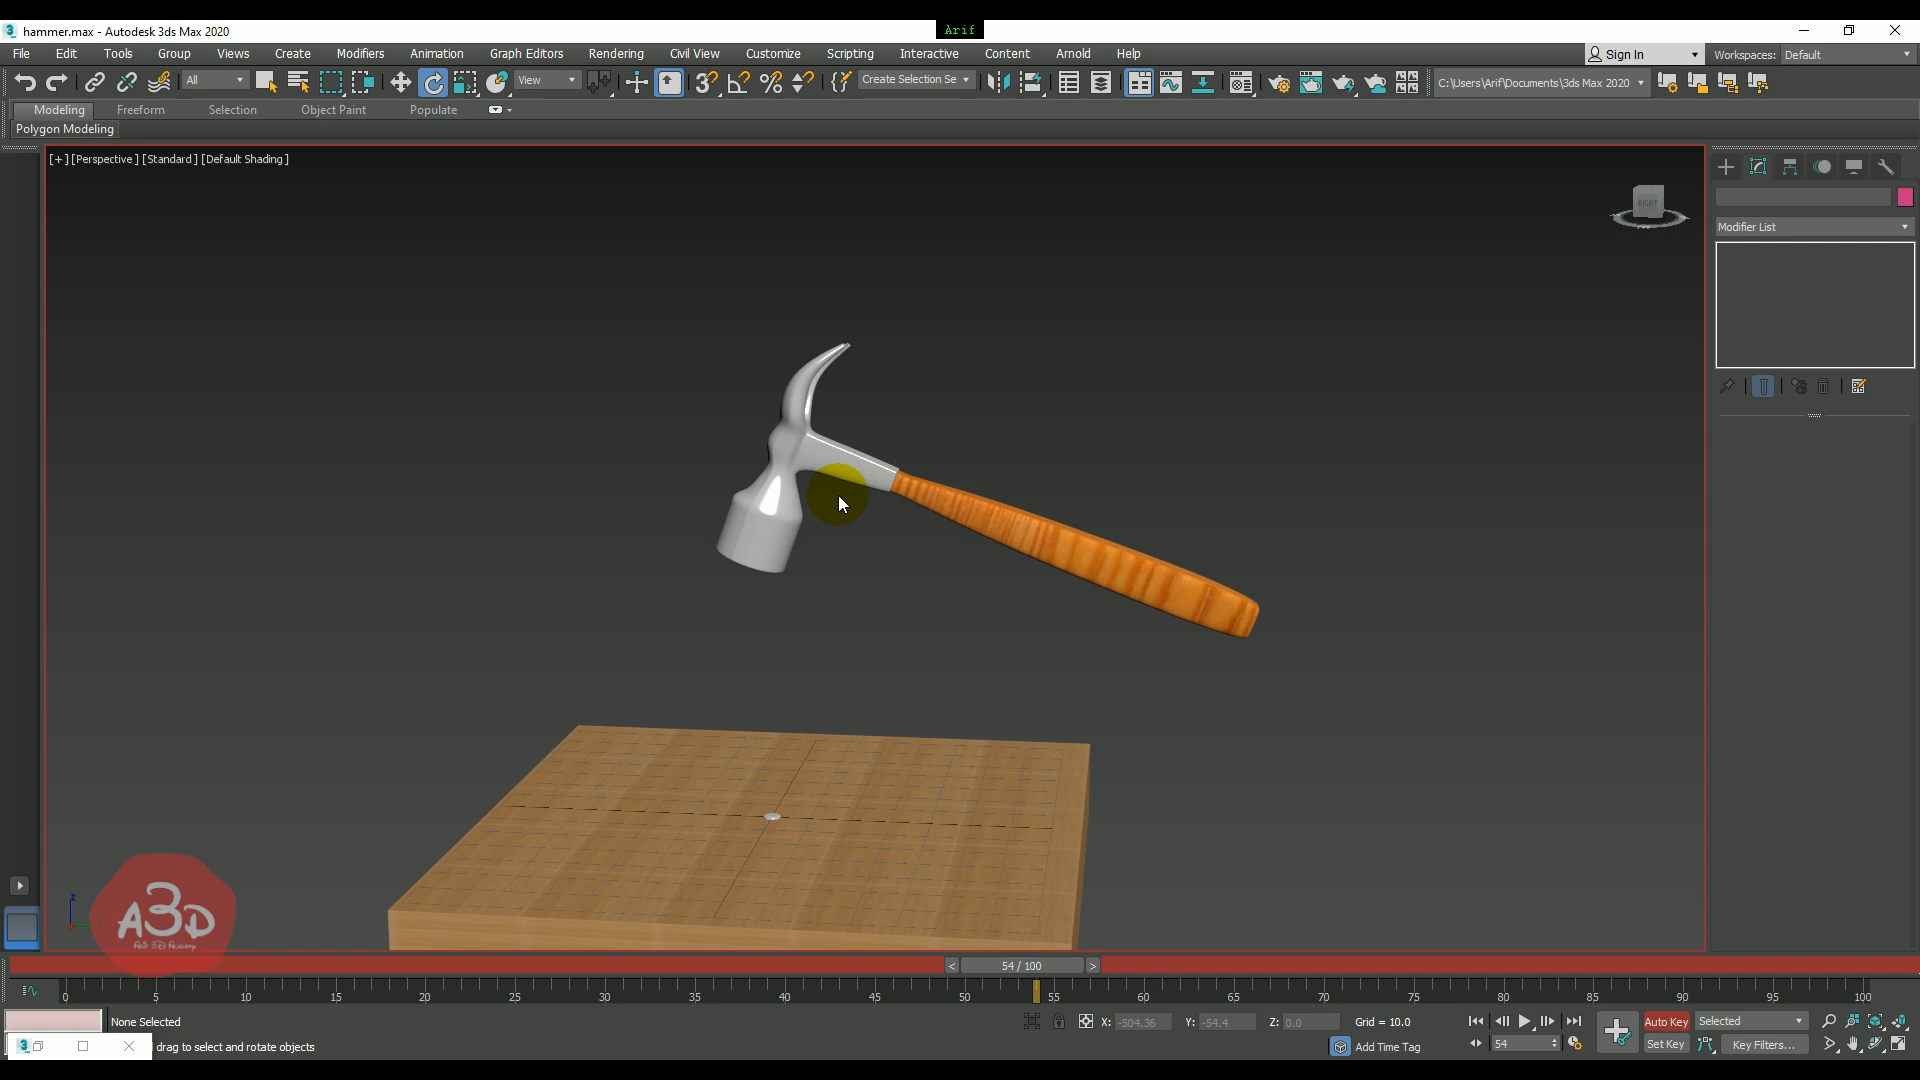 hammer.max - Autodesk 3ds Max 2020
Arif
File Edit Tools Group Views Create Modifiers Animation Graph Editors Rendering Civil View Customize Scripting Interactive Content Arnold Help
Sign In Workspaces: Default
All View Create Selection Se C:\Users\Arif\Documents\3ds Max 2020
Modeling Freeform Selection Object Paint Populate
Polygon Modeling
[+] [Perspective] [Standard] [Default Shading]
RIGHT
Modifier List
z
A3D
Arif 3D Academy
< 54 / 100 >
0 5 10 15 20 25 30 35 40 45 50 55 60 65 70 75 80 85 90 95 100
None Selected X: -504.36 Y: -54.4 Z: 0.0 Grid = 10.0 Auto Key Selected
drag to select and rotate objects Add Time Tag 54 Set Key Key Filters...